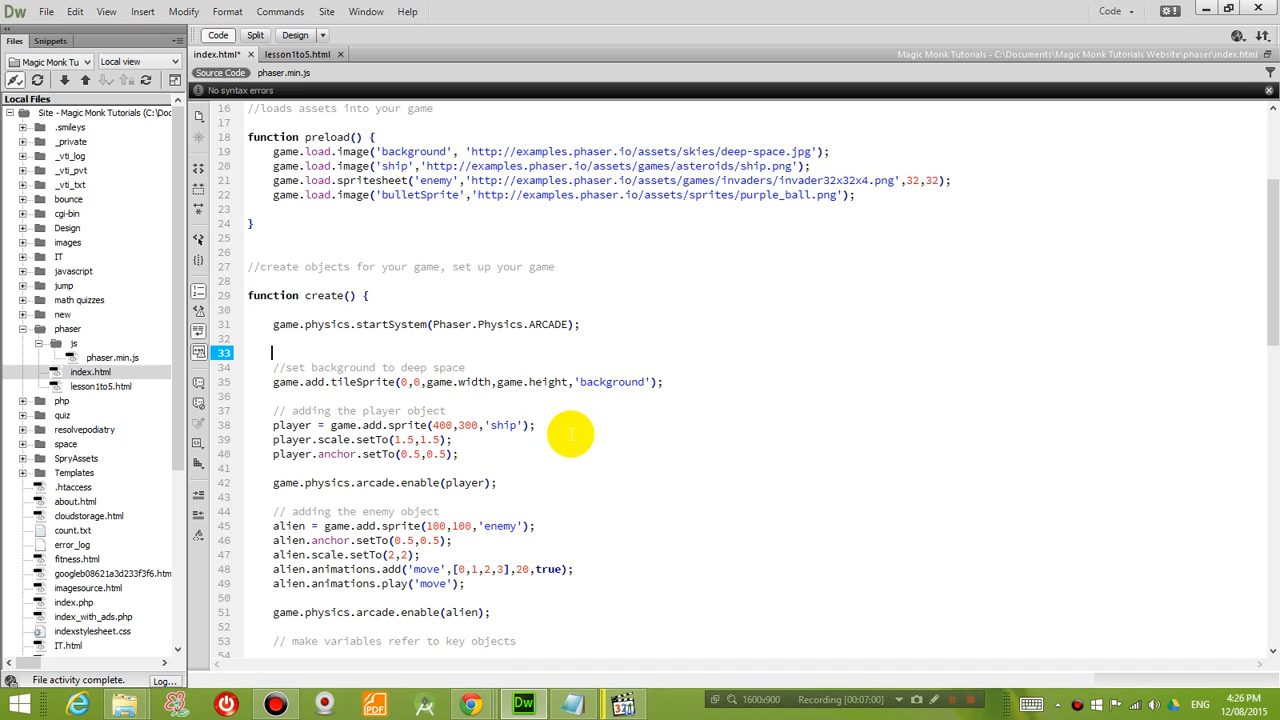 Dw File Edit View Insert Modify Format Commands Site Window Help Code
Files Snippets
Code Split Design
index.html* lesson1to5.html Magic Monk Tutorials — C:\Documents\Magic Monk Tutorials Website\phaser\index.html
Magic Monk Tu Local view
Source Code phaser.min.js
No syntax errors
Local Files
Site - Magic Monk Tutorials (C:\Doc
.smileys
_private
_vti_log
_vti_pvt
_vti_txt
bounce
cgi-bin
Design
images
IT
javascript
jump
math quizzes
new
phaser
js
phaser.min.js
index.html
lesson1to5.html
php
quiz
resolvepodiatry
space
SpryAssets
Templates
.htaccess
about.html
cloudstorage.html
count.txt
error_log
fitness.html
googleb08621a3d233f3f6.htm
imagesource.html
index.php
index_with_ads.php
indexstylesheet.css
IT.html
File activity complete. Log...
16 //loads assets into your game
17
18 function preload() {
19 game.load.image('background', 'http://examples.phaser.io/assets/skies/deep-space.jpg');
20 game.load.image('ship','http://examples.phaser.io/assets/games/asteroids/ship.png');
21 game.load.spritesheet('enemy','http://examples.phaser.io/assets/games/invaders/invader32x32x4.png',32,32);
22 game.load.image('bulletSprite','http://examples.phaser.io/assets/sprites/purple_ball.png');
23
24 }
25
26
27 //create objects for your game, set up your game
28
29 function create() {
30
31 game.physics.startSystem(Phaser.Physics.ARCADE);
32
33
34 //set background to deep space
35 game.add.tileSprite(0,0,game.width,game.height,'background');
36
37 // adding the player object
38 player = game.add.sprite(400,300,'ship');
39 player.scale.setTo(1.5,1.5);
40 player.anchor.setTo(0.5,0.5);
41
42 game.physics.arcade.enable(player);
43
44 // adding the enemy object
45 alien = game.add.sprite(100,100,'enemy');
46 alien.anchor.setTo(0.5,0.5);
47 alien.scale.setTo(2,2);
48 alien.animations.add('move',[0,1,2,3],20,true);
49 alien.animations.play('move');
50
51 game.physics.arcade.enable(alien);
52
53 // make variables refer to key objects
54
PDF Dw 1600x900 Recording [00:07:00] ENG
4:26 PM
12/08/2015